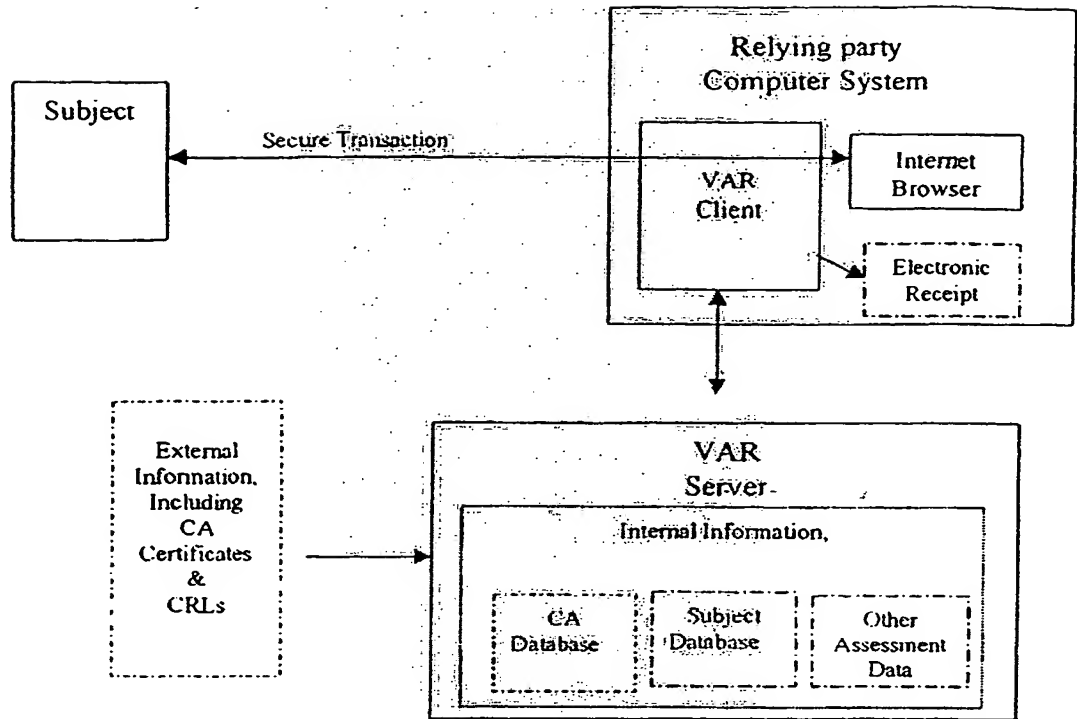 Relying party
Computer System
Subject
Secure Transaction
VAR
Client
Internet
Browser
Electronic
Receipt
External
Information,
Including
CA
Certificates
&
CRLs
VAR
Server
Internal Information,
CA
Database
Subject
Database
Other
Assessment
Data